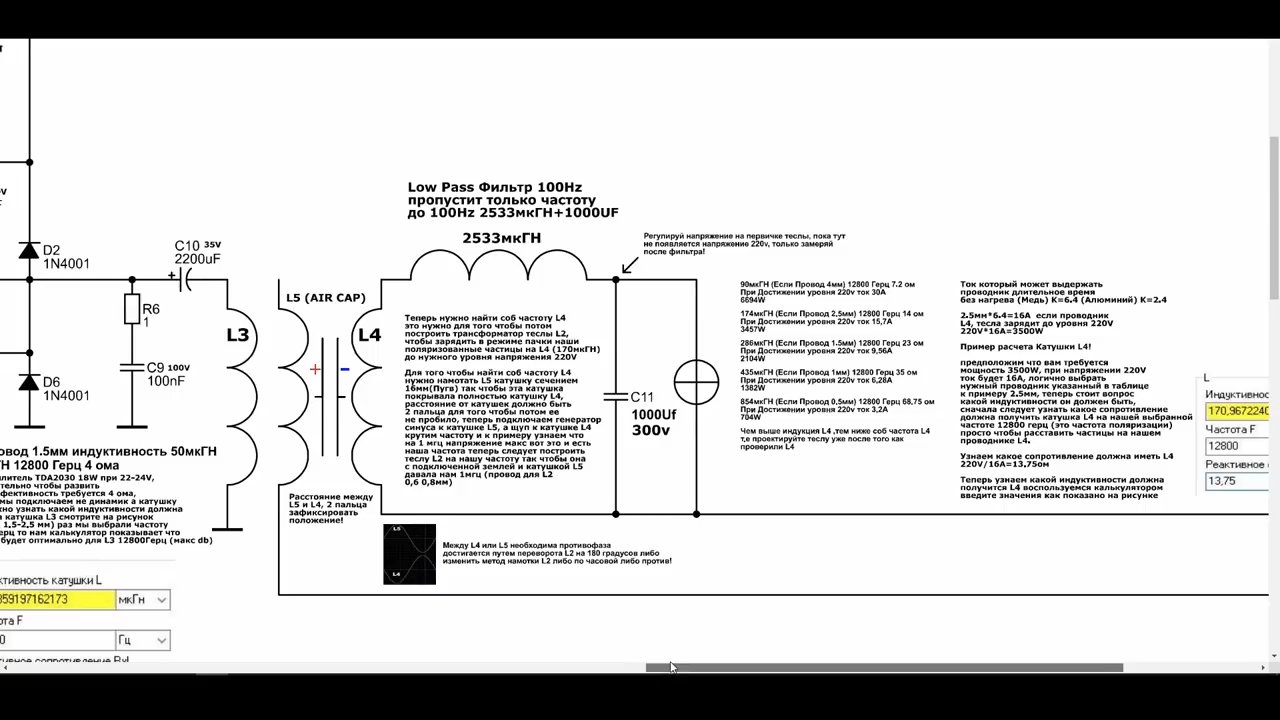 Low Pass Фильтр 100Hz
пропустит только частоту
до 100Hz 2533мкГН+1000UF
2533мкГН
Регулируй напряжение на первичке теслы, пока тут
не появляется напряжение 220v, только замеряй
после фильтра!
D2
1N4001
C10 35V
2200uF
+
R6
1
C9 100V
100nF
D6
1N4001
L3
L5 (AIR CAP)
L4
+
-
Теперь нужно найти соб частоту L4
это нужно для того чтобы потом
построить трансформатор теслы L2,
чтобы зарядить в режиме пачки наши
поляризованные частицы на L4 (170мкГН)
до нужного уровня напряжения 220V
Для того чтобы найти соб частоту L4
нужно намотать L5 катушку сечением
16мм(Пугв) так чтобы эта катушка
покрывала полностью катушку L4,
расстояние от катушек должно быть
2 пальца для того чтобы потом ее
не пробило, теперь подключаем генератор
синуса к катушке L5, а щуп к катушке L4
крутим частоту и к примеру узнаем что
на 1 мгц напряжение макс вот это и есть
наша частота теперь следует построить
теслу L2 на нашу частоту так чтобы она
с подключенной землей и катушкой L5
давала нам 1мгц (провод для L2
0,6 0,8мм)
C11
1000Uf
300v
90мкГН (Если Провод 4мм) 12800 Герц 7.2 ом
При Достижении уровня 220v ток 30A
6694W
174мкГН (Если Провод 2,5мм) 12800 Герц 14 ом
При Достижении уровня 220v ток 15,7A
3457W
286мкГН (Если Провод 1.5мм) 12800 Герц 23 ом
При Достижении уровня 220v ток 9,56A
2104W
435мкГН (Если Провод 1мм) 12800 Герц 35 ом
При Достижении уровня 220v ток 6,28A
1382W
854мкГН (Если Провод 0,5мм) 12800 Герц 68,75 ом
При Достижении уровня 220v ток 3,2A
704W
Чем выше индукция L4 ,тем ниже соб частота L4
т,е проектируйте теслу уже после того как
проверили L4
Ток который может выдержать
проводник длительное время
без нагрева (Медь) K=6.4 (Алюминий) K=2.4
2.5мм*6.4=16A если проводник
L4, тесла зарядит до уровня 220V
220V*16A=3500W
Пример расчета Катушки L4!
предположим что вам требуется
мощность 3500W, при напряжении 220V
ток будет 16A, логично выбрать
нужный проводник указанный в таблице
к примеру 2.5мм, теперь стоит вопрос
какой индуктивности он должен быть,
сначала следует узнать какое сопротивление
должна получить катушка L4 на нашей выбранной
частоте 12800 герц (это частота поляризации)
просто чтобы расставить частицы на нашем
проводнике L4.
Узнаем какое сопротивление должна иметь L4
220V/16A=13,75ом
Теперь узнаем какой индуктивности должна
получится L4 воспользуемся калькулятором
введите значения как показано на рисунке
L
Индуктивно
170,9672240
Частота F
12800
Реактивное
13,75
овод 1.5мм индуктивность 50мкГН
ГН 12800 Герц 4 ома
илитель TDA2030 18W при 22-24V,
ительно чтобы развить
фективность требуется 4 ома,
мы подключаем не динамик а катушку
кно узнать какой индуктивности должна
а катушка L3 смотрите на рисунок
1,5-2,5 мм) раз мы выбрали частоту
ерц то нам калькулятор показывает что
будет оптимально для L3 12800Герц (макс db)
Расстояние между
L5 и L4, 2 пальца
зафиксировать
положение!
L5
L4
Между L4 или L5 необходима противофаза
достигается путем переворота L2 на 180 градусов либо
изменить метод намотки L2 либо по часовой либо против!
ктивность катушки L
859197162173
мкГн
ота F
0
Гц